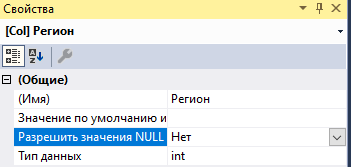 Свойства
[Col] Регион
(Общие)
(Имя) Регион
Значение по умолчанию и
Разрешить значения NULL Нет
Тип данных int